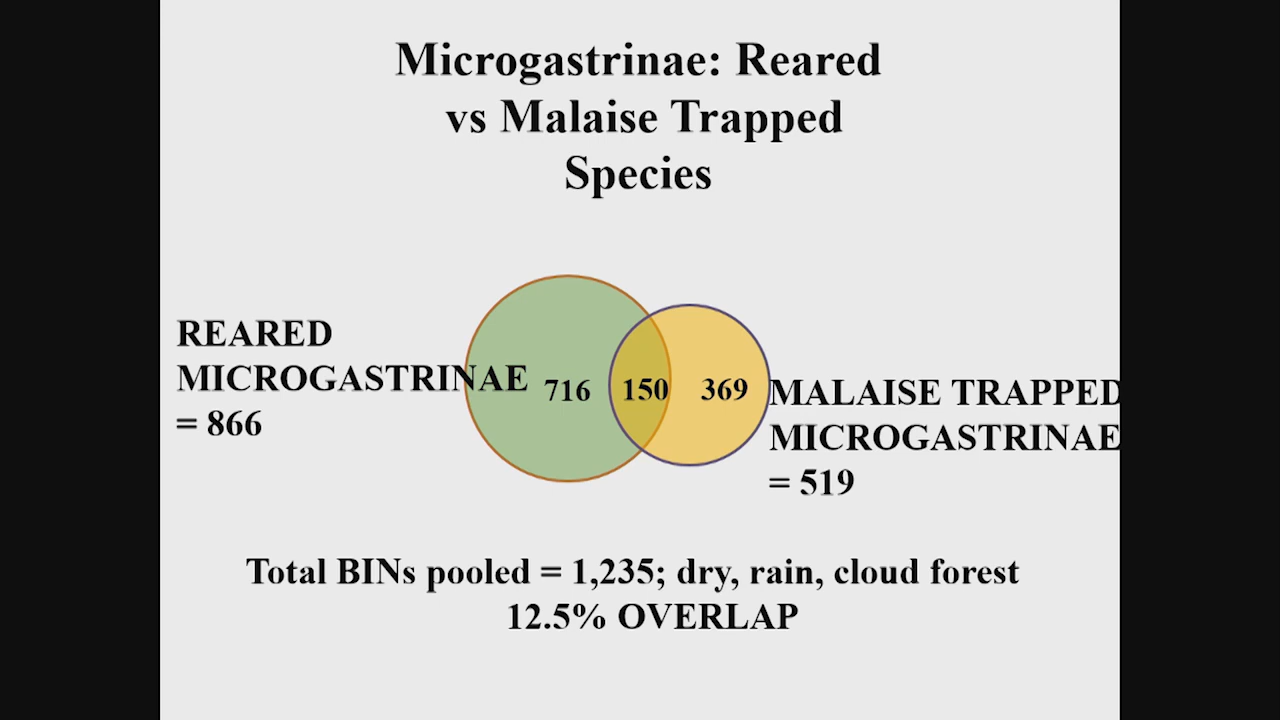 Microgastrinae: Reared
vs Malaise Trapped
Species
REARED
MICROGASTRINAE
= 866
716
150
369
MALAISE TRAPPED
MICROGASTRINAE
= 519
Total BINs pooled = 1,235; dry, rain, cloud forest
12.5% OVERLAP